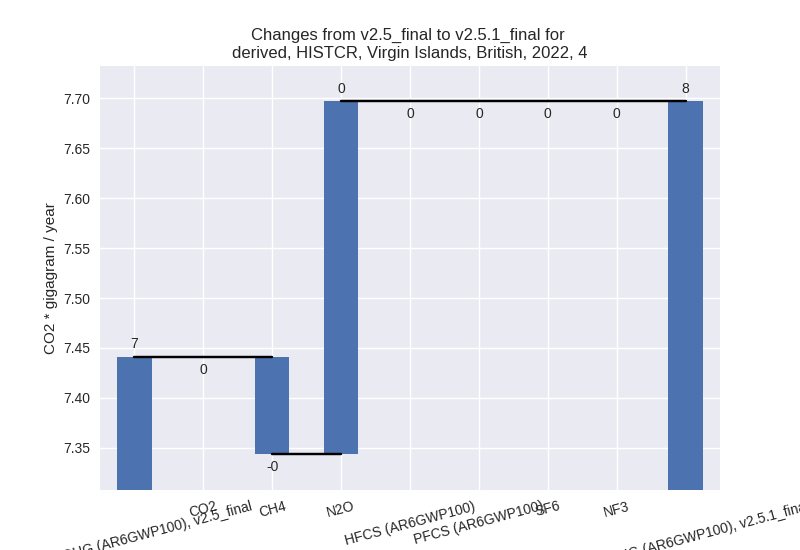 Changes from v2.5_final to v2.5.1_final for
derived, HISTCR, Virgin Islands, British, 2022, 4
CO2 * gigagram / year
7.70
7.65
7.60
7.55
7.50
7.45
7.40
7.35
7
0
-0
0
0
0
0
0
8
(AR6GWP100), v2.5_final
CO2
CH4
N2O
HFCS (AR6GWP100)
PFCS (AR6GWP100)
SF6
NF3
(AR6GWP100),